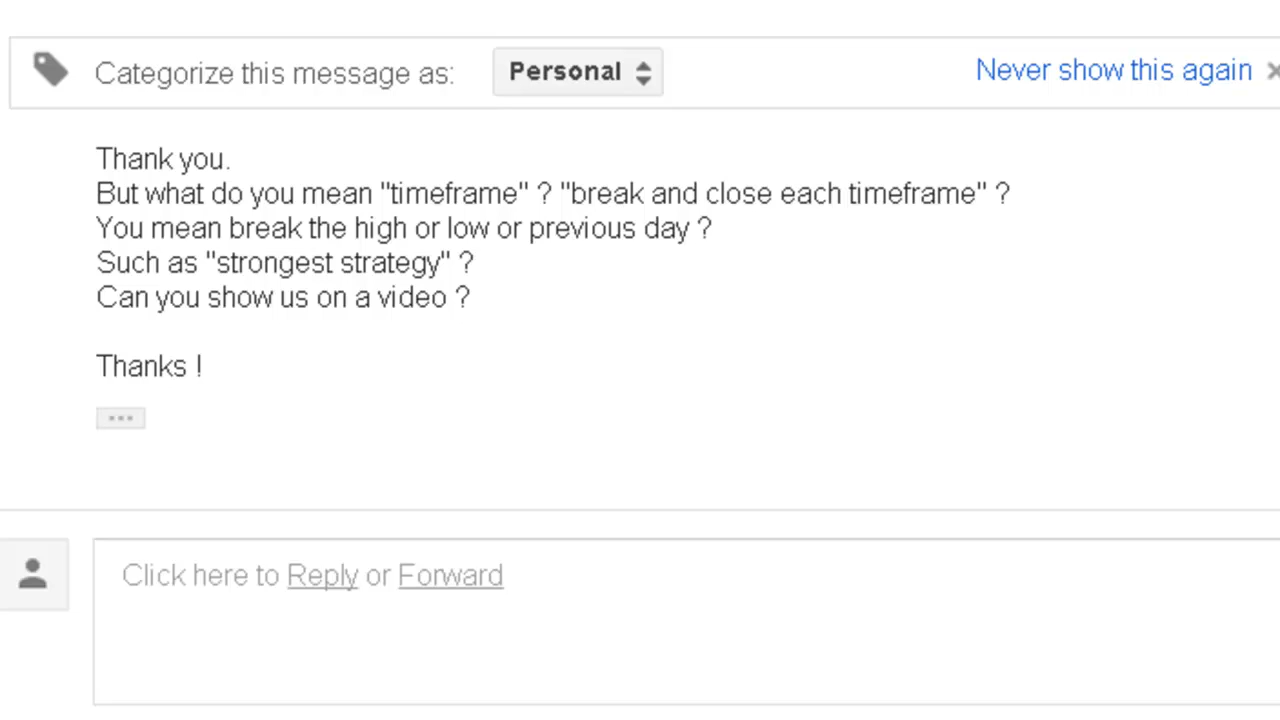 Categorize this message as: Personal Never show this again ×
Thank you.
But what do you mean "timeframe" ? "break and close each timeframe" ?
You mean break the high or low or previous day ?
Such as "strongest strategy" ?
Can you show us on a video ?
Thanks !
Click here to Reply or Forward